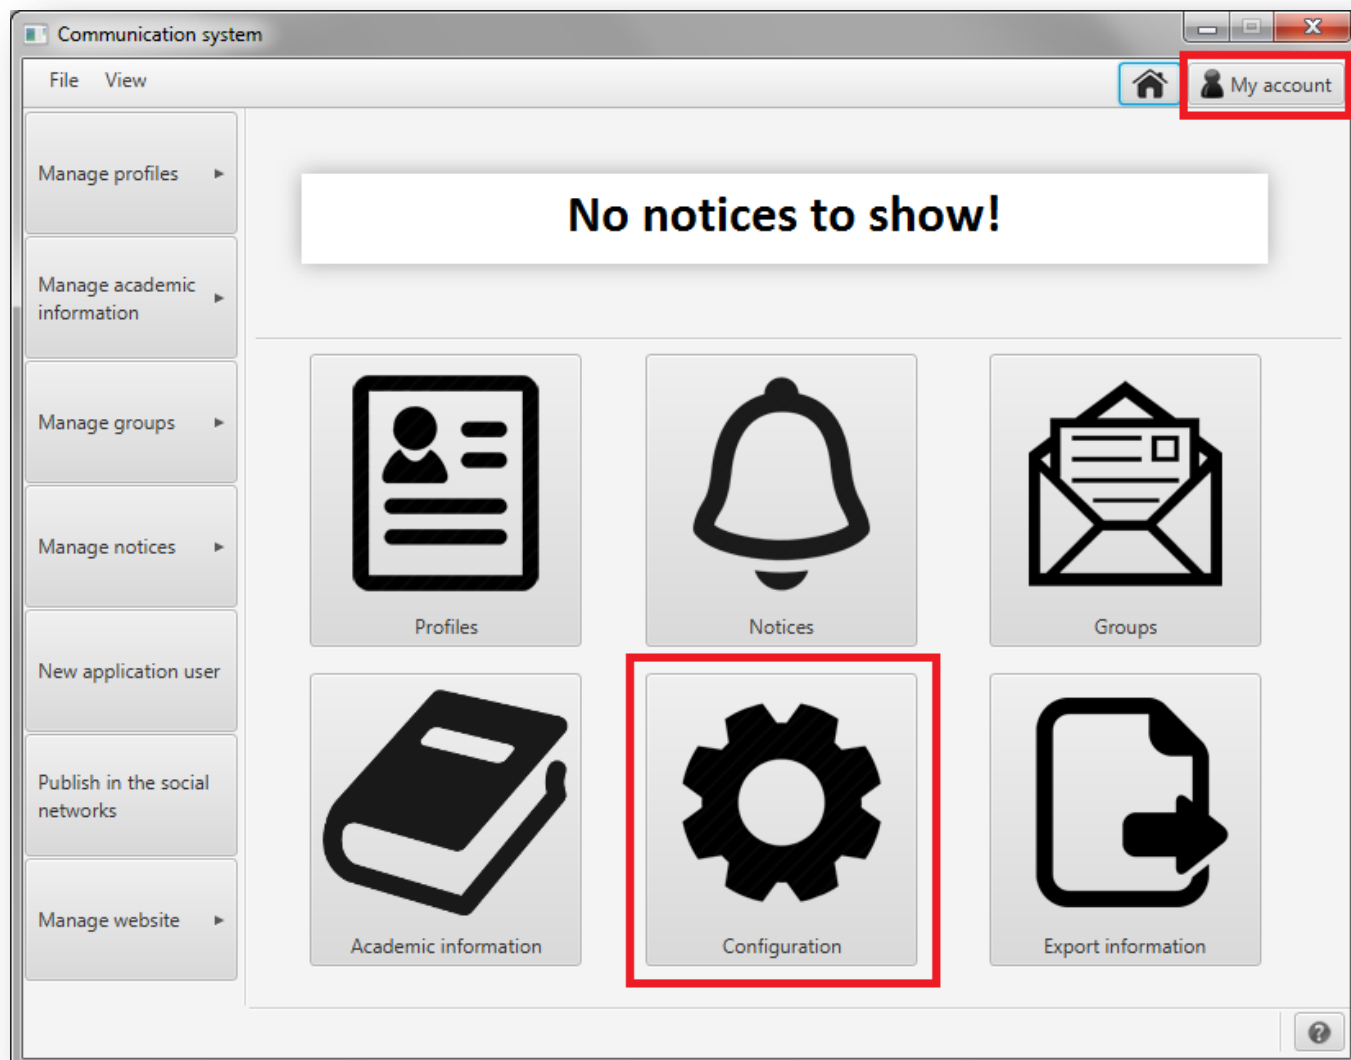 Communication system
File View
My account
Manage profiles
Manage academic
information
Manage groups
Manage notices
New application user
Publish in the social
networks
Manage website
No notices to show!
Profiles
Notices
Groups
Academic information
Configuration
Export information
?